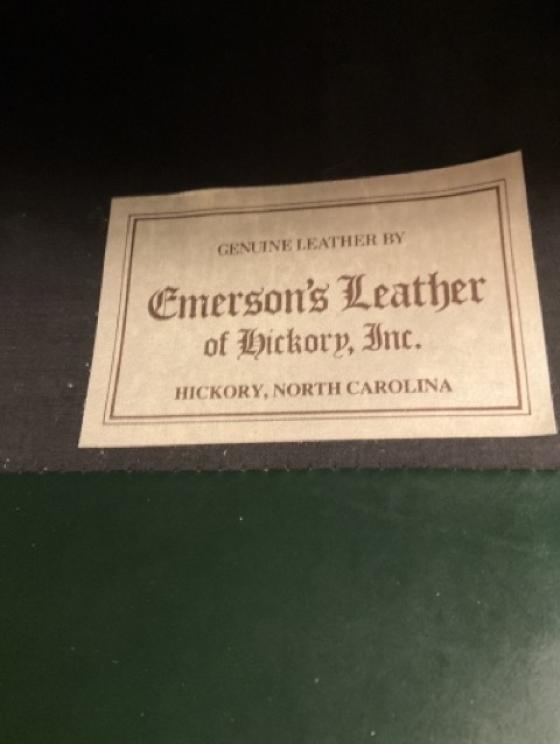 GENUINE LEATHER BY
Emerson's Leather
of Hickory, Inc.
HICKORY, NORTH CAROLINA